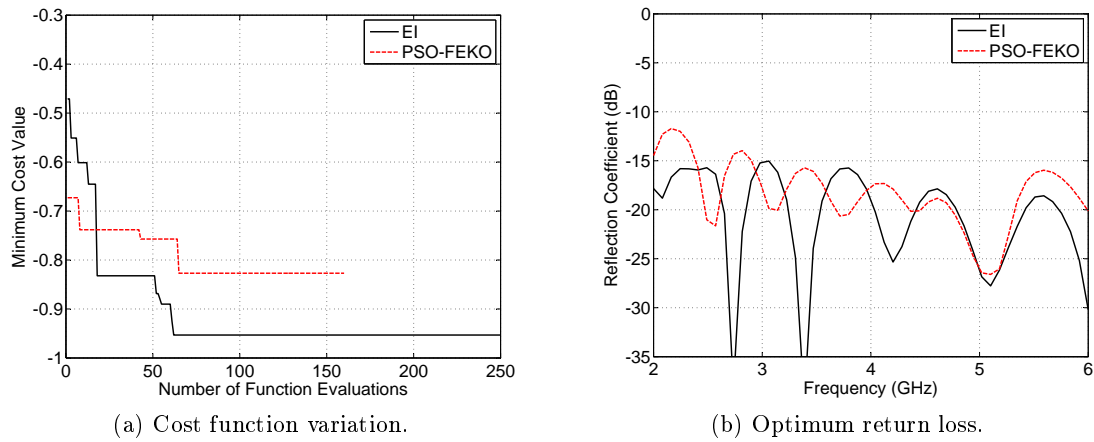 -0.3
-0.4
-0.5
-0.6
-0.7
-0.8
-0.9
-1
Minimum Cost Value
EI
PSO-FEKO
0 50 100 150 200 250
Number of Function Evaluations
(a) Cost function variation.
0
-5
-10
-15
-20
-25
-30
-35
Reflection Coefficient (dB)
EI
PSO-FEKO
2 3 4 5 6
Frequency (GHz)
(b) Optimum return loss.